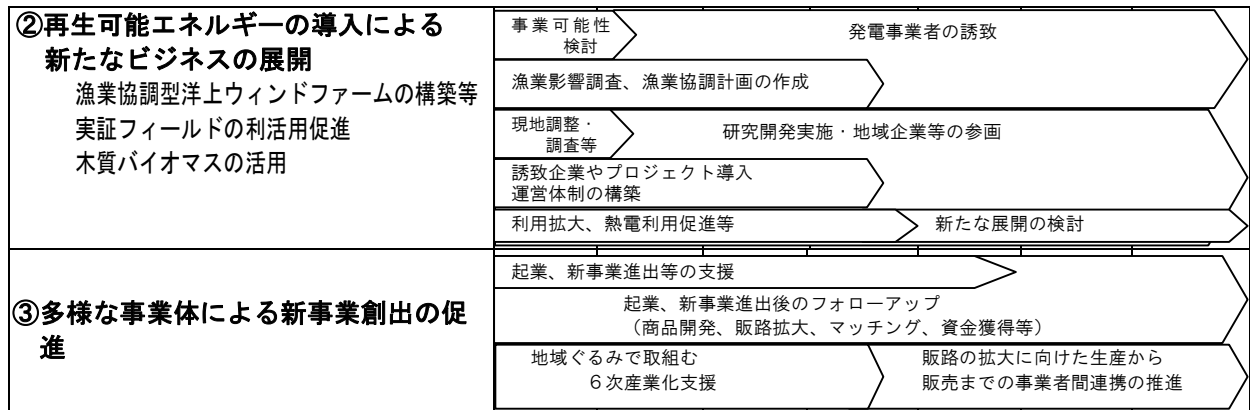 ②再生可能エネルギーの導入による
新たなビジネスの展開
漁業協調型洋上ウィンドファームの構築等
実証フィールドの利活用促進
木質バイオマスの活用
事業可能性
検討
発電事業者の誘致
漁業影響調査、漁業協調計画の作成
現地調整・
調査等
研究開発実施・地域企業等の参画
誘致企業やプロジェクト導入
運営体制の構築
利用拡大、熱電利用促進等
新たな展開の検討
③多様な事業体による新事業創出の促
進
起業、新事業進出等の支援
起業、新事業進出後のフォローアップ
（商品開発、販路拡大、マッチング、資金獲得等）
地域ぐるみで取組む
６次産業化支援
販路の拡大に向けた生産から
販売までの事業者間連携の推進